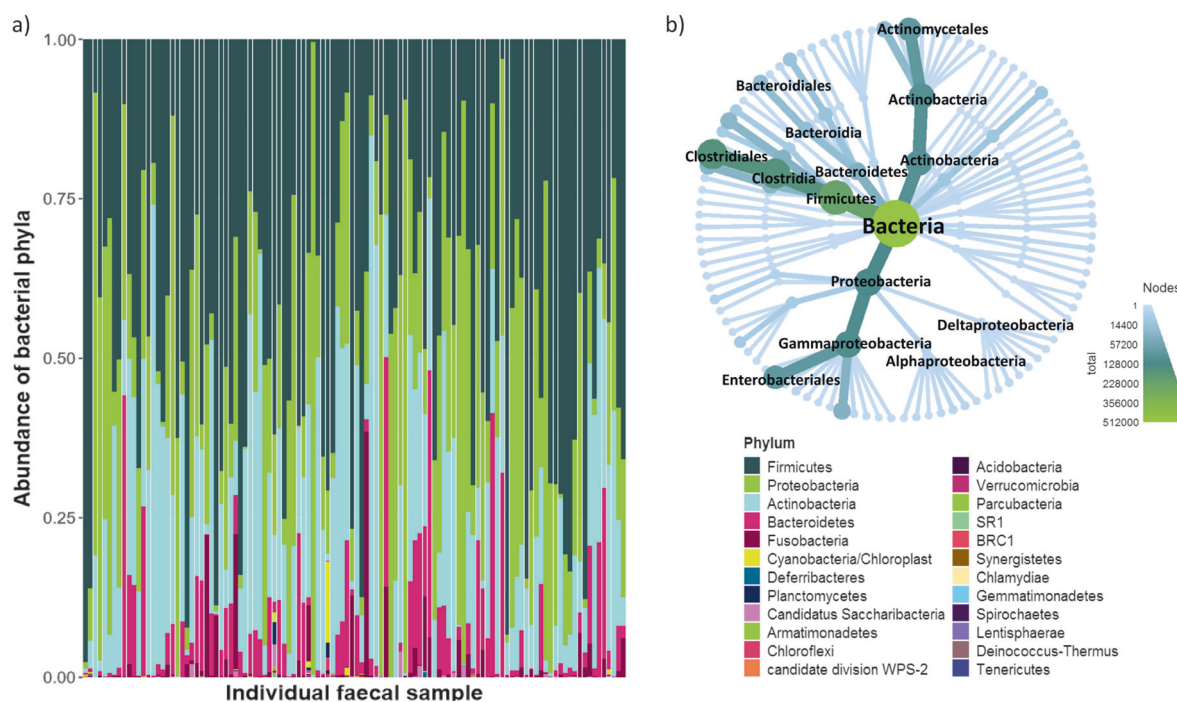 a)
1.00
0.75
0.50
0.25
0.00
Abundance of bacterial phyla
Individual faecal sample
b)
Actinomycetales
Bacteroidiales
Actinobacteria
Bacteroidia
Clostridiales
Actinobacteria
Clostridia
Bacteroidetes
Firmicutes
Bacteria
Proteobacteria
Deltaproteobacteria
Gammaproteobacteria
Alphaproteobacteria
Enterobacteriales
Nodes
1
14400
57200
128000
228000
356000
512000
total
Phylum
Firmicutes
Proteobacteria
Actinobacteria
Bacteroidetes
Fusobacteria
Cyanobacteria/Chloroplast
Deferribacteres
Planctomycetes
Candidatus Saccharibacteria
Armatimonadetes
Chloroflexi
candidate division WPS-2
Acidobacteria
Verrucomicrobia
Parcubacteria
SR1
BRC1
Synergistetes
Chlamydiae
Gemmatimonadetes
Spirochaetes
Lentisphaerae
Deinococcus-Thermus
Tenericutes